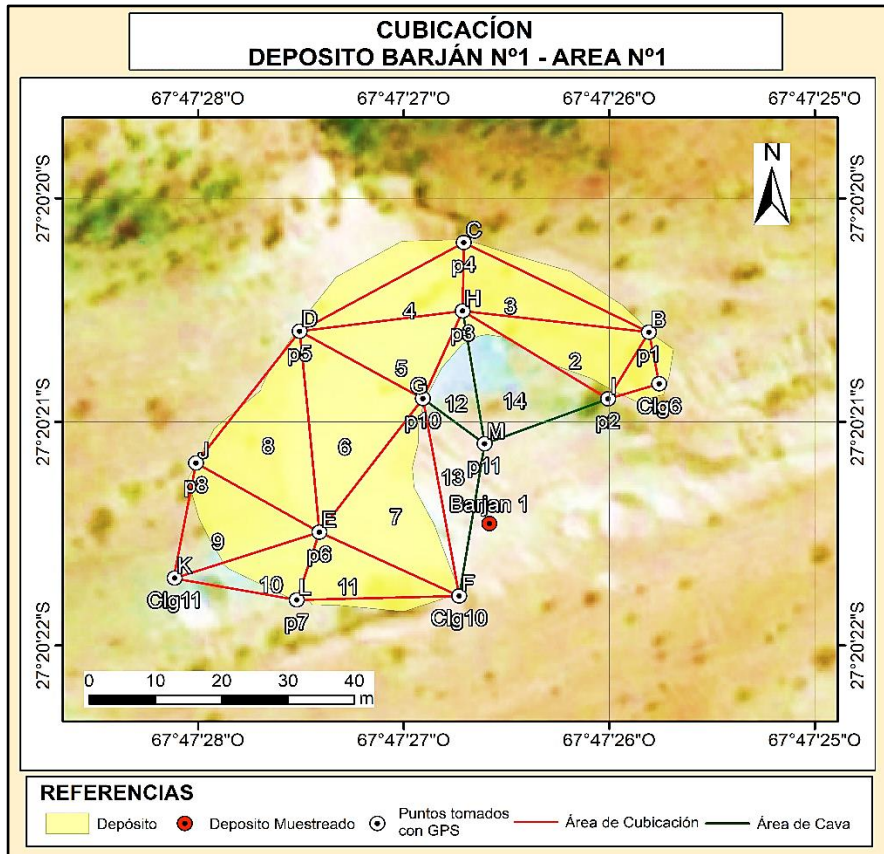 CUBICACÍON
DEPOSITO BARJÁN Nº1 - AREA Nº1
67°47'28"O 67°47'27"O 67°47'26"O 67°47'25"O
27°20'20"S 27°20'20"S
N
C
p4
H
p3
4
3
B
p1
D
p5
5
2
G
p10
12
14
I
p2
Clg6
8
6
M
p11
27°20'21"S 27°20'21"S
J
p8
13
Barjan 1
E
p6
7
9
K
Clg11
10
L
p7
11
F
Clg10
27°20'22"S 27°20'22"S
0 10 20 30 40
m
67°47'28"O 67°47'27"O 67°47'26"O 67°47'25"O
REFERENCIAS
Depósito Deposito Muestreado Puntos tomados con GPS Área de Cubicación Área de Cava